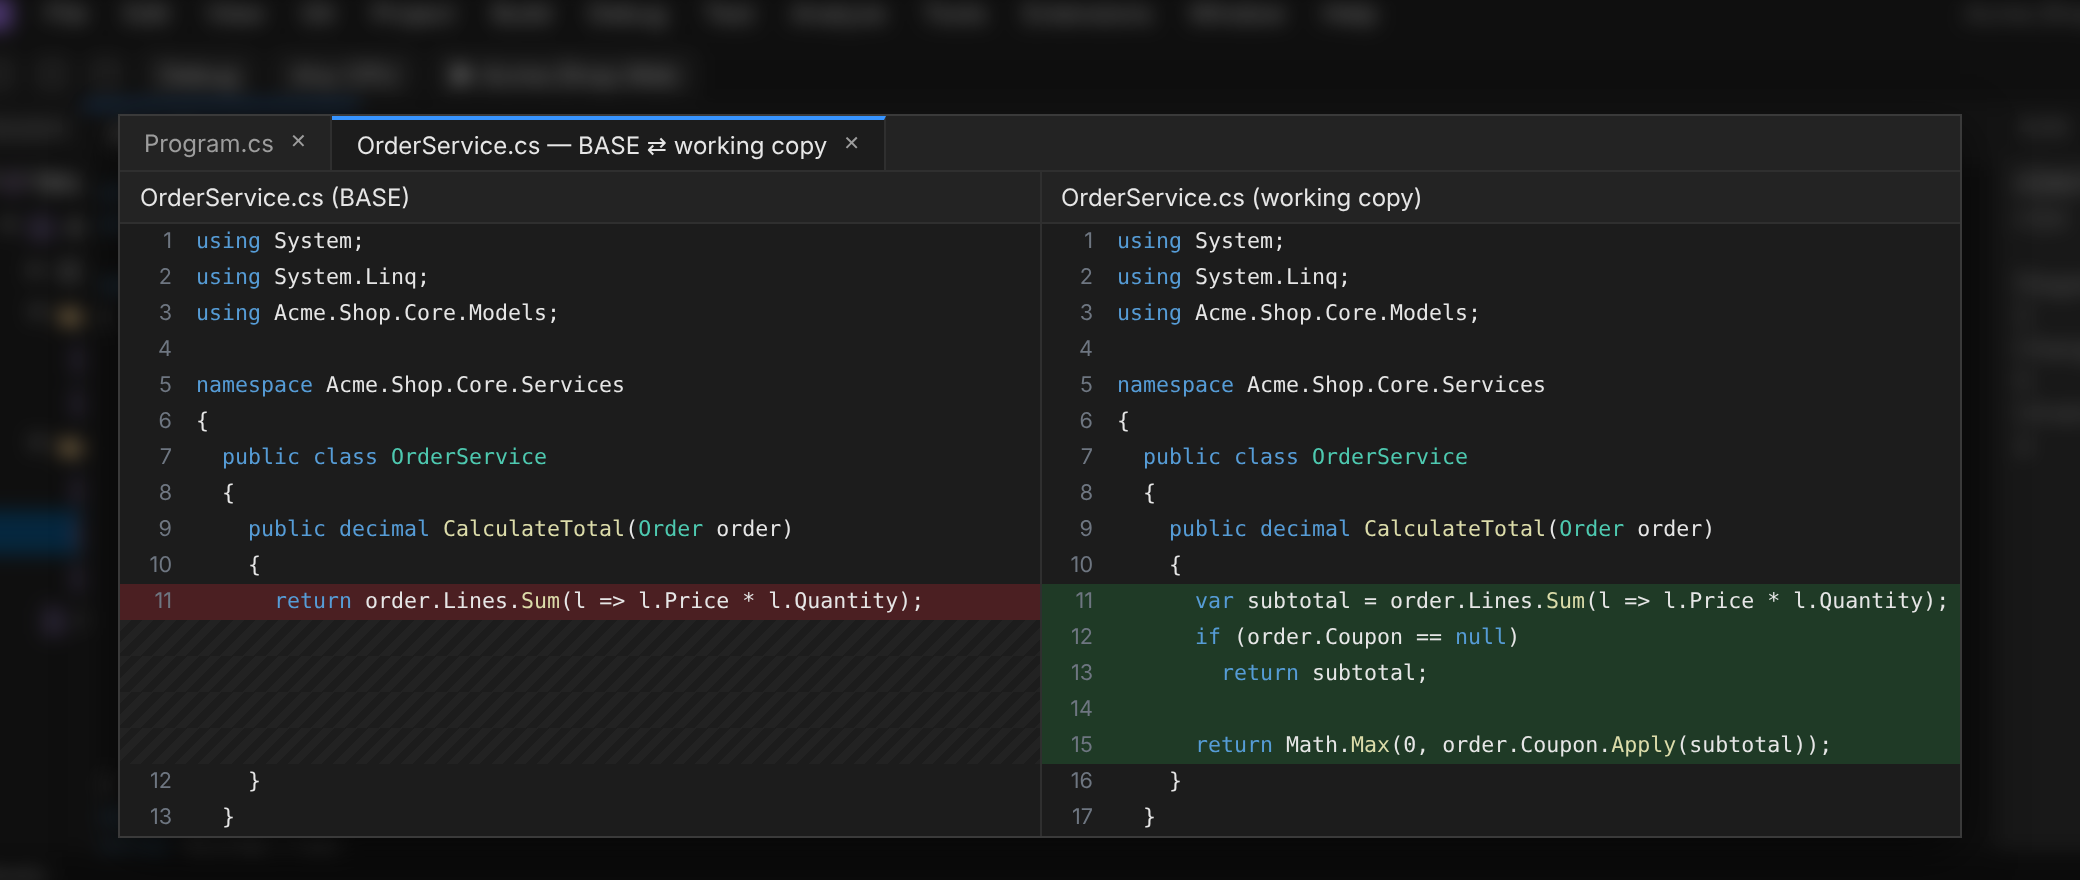 Program.cs ✕
OrderService.cs — BASE ⇄ working copy ✕
OrderService.cs (BASE)
1 using System;
2 using System.Linq;
3 using Acme.Shop.Core.Models;
4
5 namespace Acme.Shop.Core.Services
6 {
7 public class OrderService
8 {
9 public decimal CalculateTotal(Order order)
10 {
11 return order.Lines.Sum(l => l.Price * l.Quantity);
12 }
13 }
OrderService.cs (working copy)
1 using System;
2 using System.Linq;
3 using Acme.Shop.Core.Models;
4
5 namespace Acme.Shop.Core.Services
6 {
7 public class OrderService
8 {
9 public decimal CalculateTotal(Order order)
10 {
11 var subtotal = order.Lines.Sum(l => l.Price * l.Quantity);
12 if (order.Coupon == null)
13 return subtotal;
14
15 return Math.Max(0, order.Coupon.Apply(subtotal));
16 }
17 }